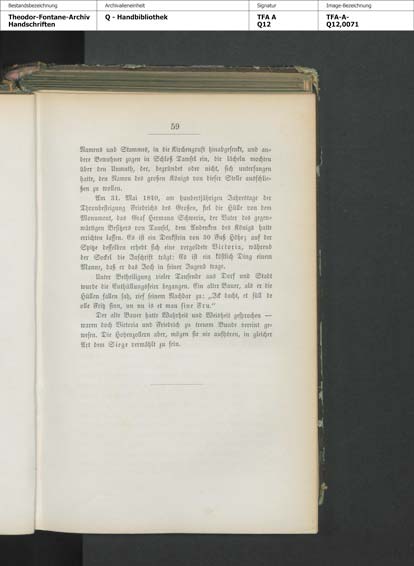 Bestandsbezeichnung
Archivalieneinheit
Signatur
Image-Bezeichnung
Theodor-Fontane-Archiv
Handschriften
Q - Handbibliothek
TFA A
Q12
TFA-A-
Q12,0071
59
Namens und Stammes, in die Kirchengruft hinabgesenkt, und an-
dere Bewohner zogen in Schloß Tamsel ein, die lächeln mochten
über den Unmuth, der, begründet oder nicht, sich unterfangen
hatte, den Namen des großen Königs von dieser Stelle ausschlie-
ßen zu wollen.
Am 31. Mai 1840, am hundertjährigen Jahrestage der
Thronbesteigung Friedrichs des Großen, fiel die Hülle von dem
Monument, das Graf Hermann Schwerin, der Vater des gegen-
wärtigen Besitzers von Tamsel, dem Andenken des Königs hatte
errichten lassen. Es ist ein Denkstein von 30 Fuß Höhe; auf der
Spitze desselben erhebt sich eine vergoldete Victoria, während
der Sockel die Inschrift trägt: Es ist ein köstlich Ding einem
Manne, daß er das Joch in seiner Jugend trage.
Unter Betheiligung vieler Tausende aus Dorf und Stadt
wurde die Enthüllungsfeier begangen. Ein alter Bauer, als er die
Hüllen fallen sah, rief seinem Nachbar zu: „Ick dacht, et süll de
olle Fritz sinn, un nu is et man sine Fru."
Der alte Bauer hatte Wahrheit und Weisheit gesprochen —
waren doch Victoria und Friedrich zu treuem Bunde vereint ge-
wesen. Die Hohenzollern aber, mögen sie nie aufhören, in gleicher
Art dem Siege vermählt zu sein.